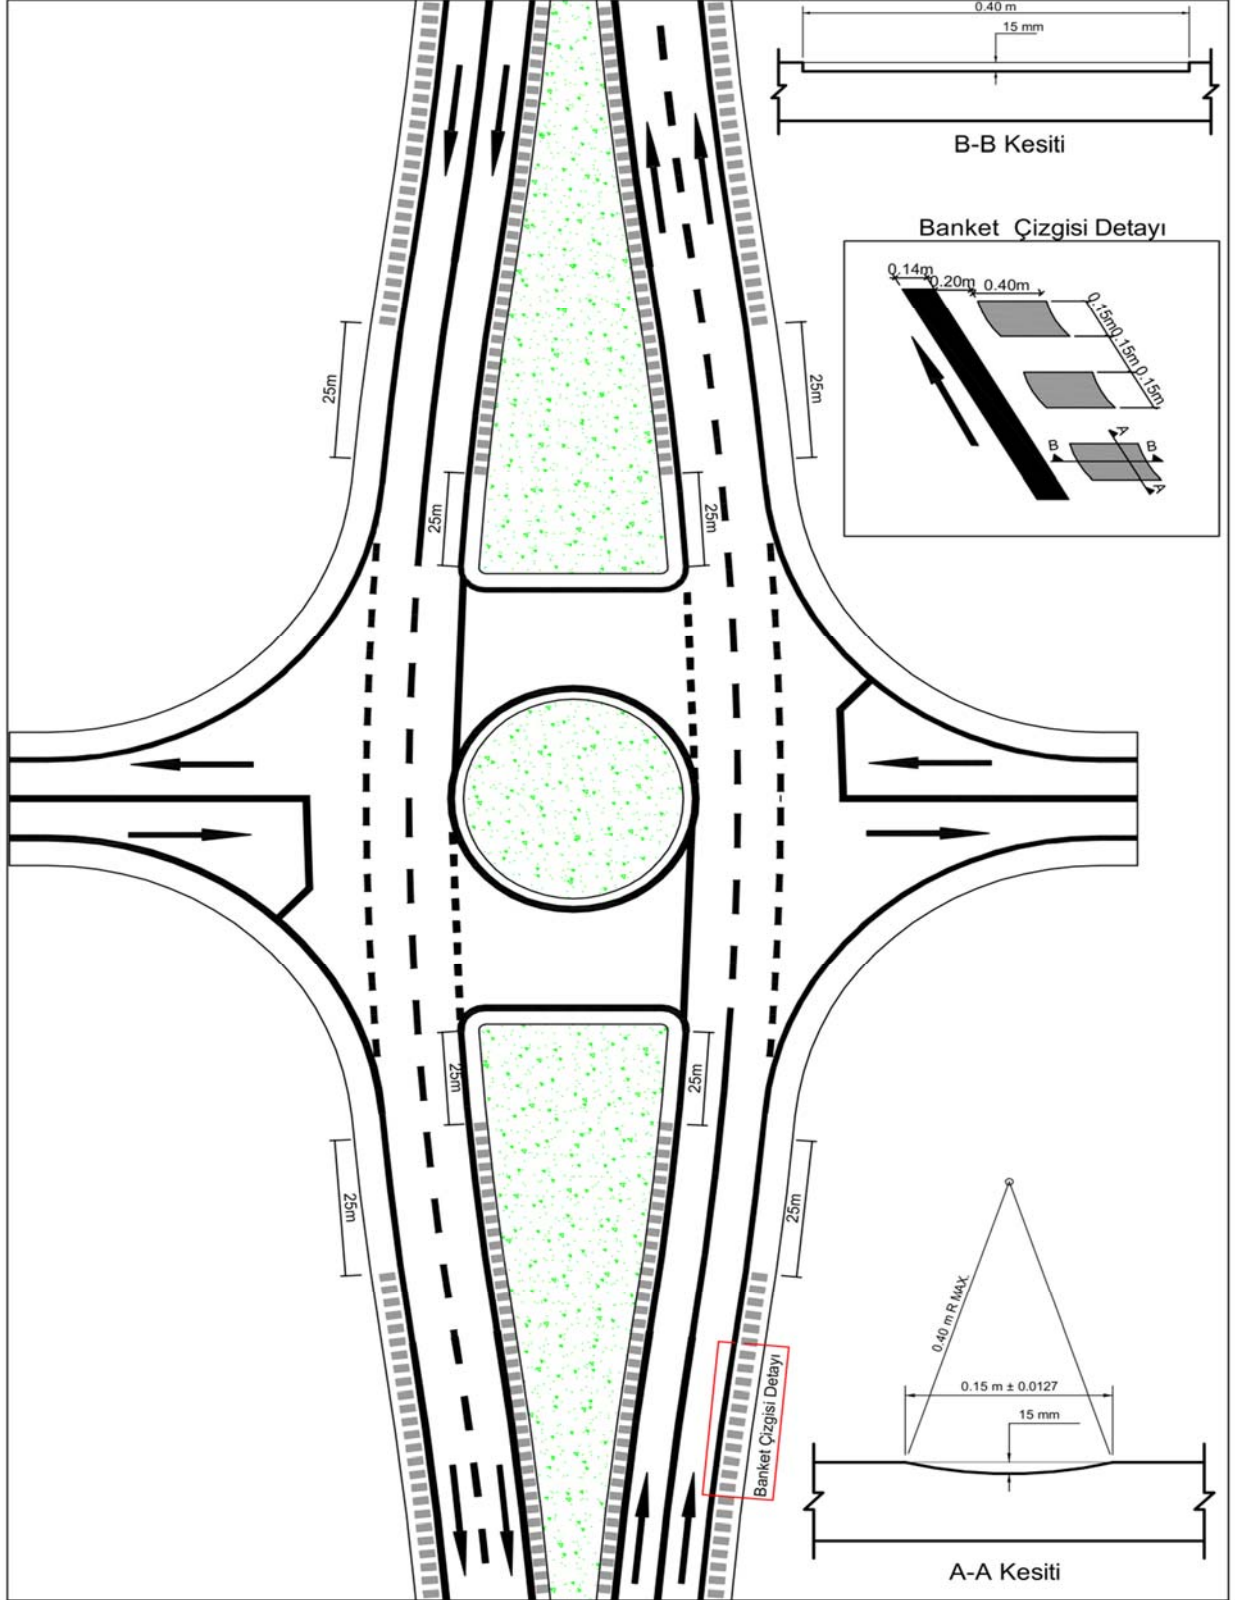 0.40 m
15 mm
B-B Kesiti
Banket Çizgisi Detayı
0.14m
0.20m
0.40m
0.15m
0.15m
0.15m
A
B
B
A
25m
25m
25m
25m
25m
25m
25m
25m
0.40 m R MAX.
Banket Çizgisi Detayı
0.15 m ± 0.0127
15 mm
A-A Kesiti